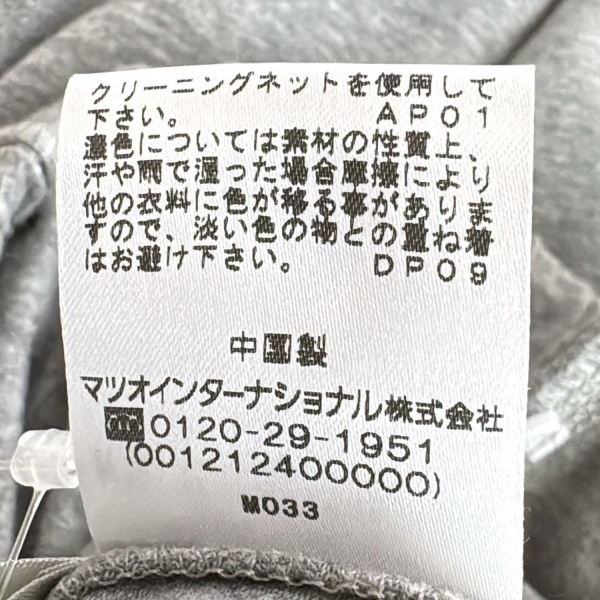 クリーニングネットを使用して
下さい。 AP01
濃色については素材の性質上、
汗や雨で湿った場合摩擦により
他の衣料に色が移る事がありま
すので、淡い色の物との重ね着
はお避け下さい。 DP09
中国製
マツオインターナショナル株式会社
0120-29-1951
(001212400000)
M033